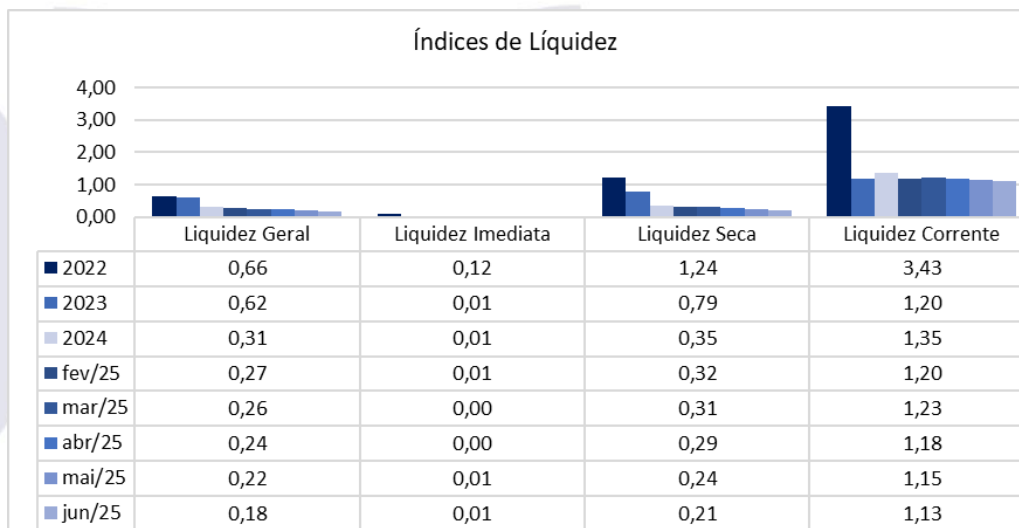 Índices de Líquidez
4,00
3,00
2,00
1,00
0,00
Liquidez Geral Liquidez Imediata Liquidez Seca Liquidez Corrente
2022 0,66 0,12 1,24 3,43
2023 0,62 0,01 0,79 1,20
2024 0,31 0,01 0,35 1,35
fev/25 0,27 0,01 0,32 1,20
mar/25 0,26 0,00 0,31 1,23
abr/25 0,24 0,00 0,29 1,18
mai/25 0,22 0,01 0,24 1,15
jun/25 0,18 0,01 0,21 1,13